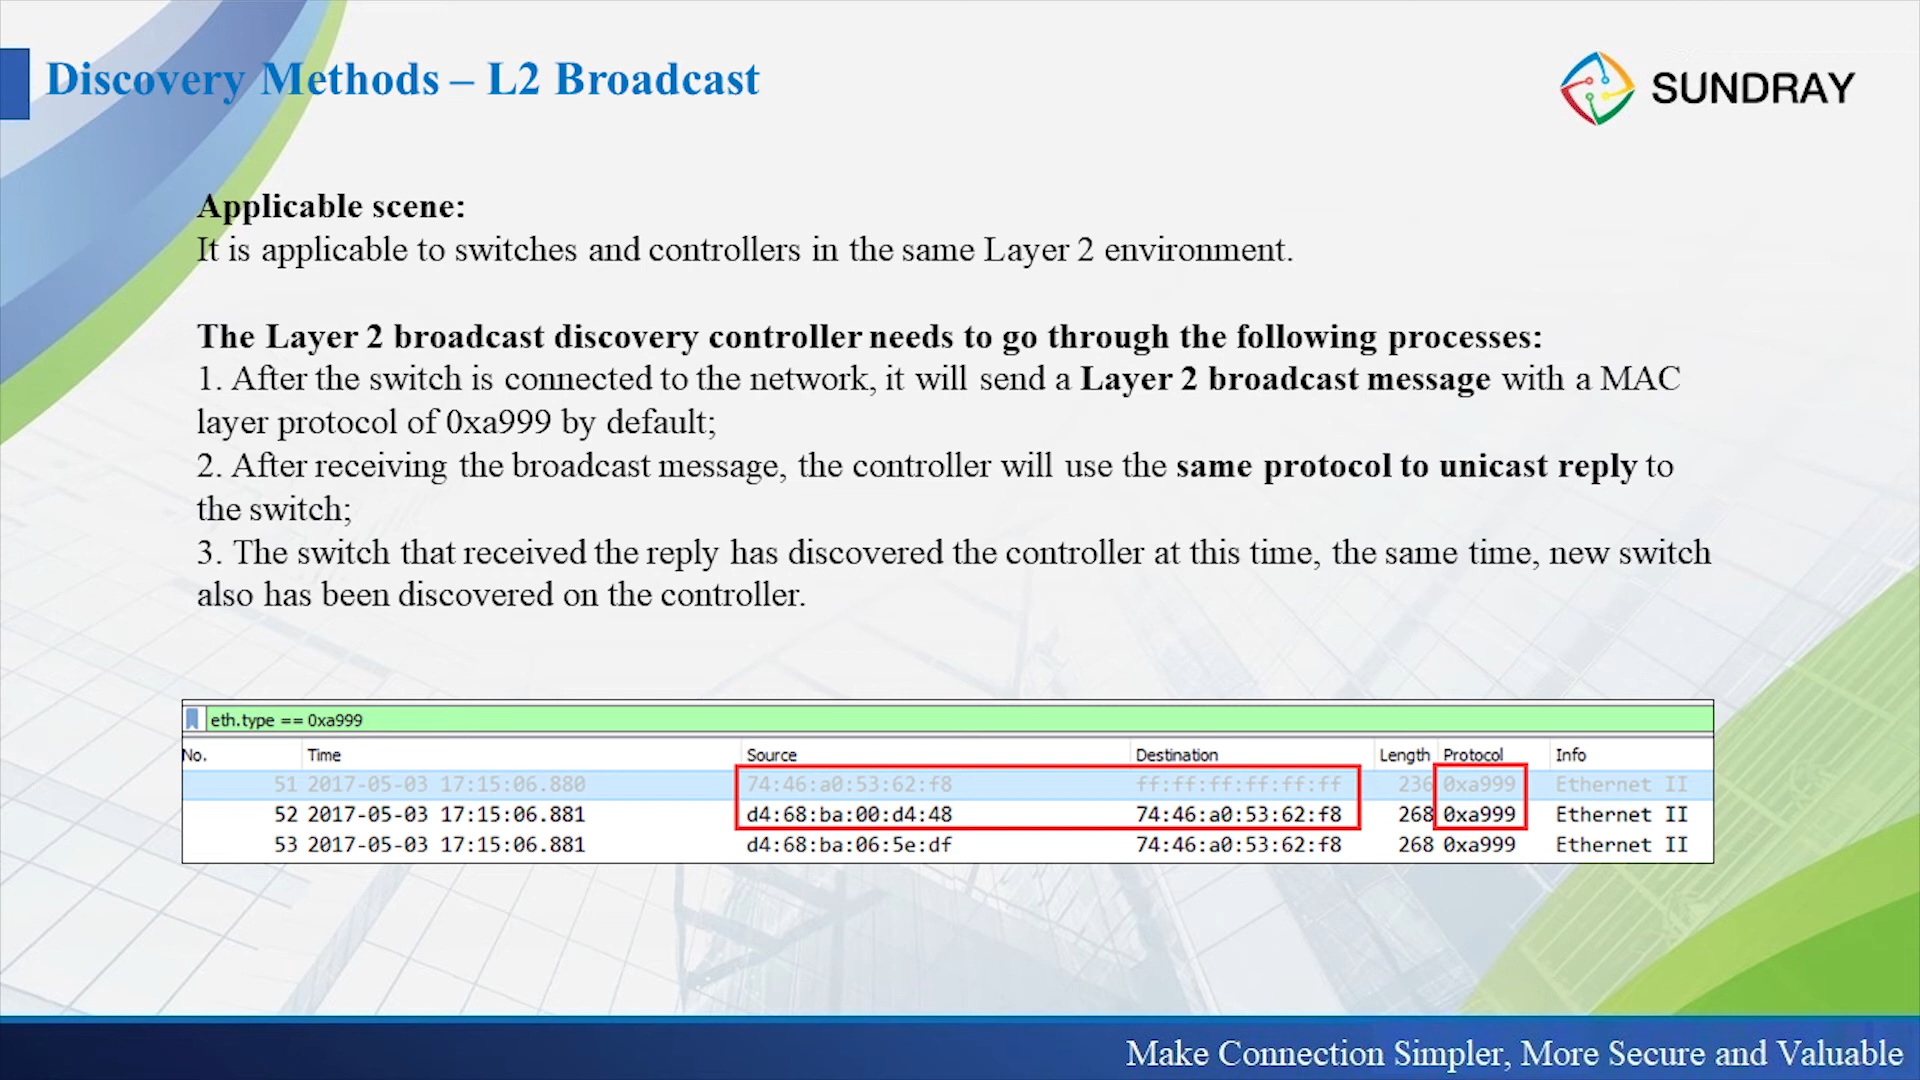 Discovery Methods – L2 Broadcast
SUNDRAY
Applicable scene:
It is applicable to switches and controllers in the same Layer 2 environment.
The Layer 2 broadcast discovery controller needs to go through the following processes:
1. After the switch is connected to the network, it will send a Layer 2 broadcast message with a MAC
layer protocol of 0xa999 by default;
2. After receiving the broadcast message, the controller will use the same protocol to unicast reply to
the switch;
3. The switch that received the reply has discovered the controller at this time, the same time, new switch
also has been discovered on the controller.
eth.type == 0xa999
No. Time Source Destination Length Protocol Info
51 2017-05-03 17:15:06.880 74:46:a0:53:62:f8 ff:ff:ff:ff:ff:ff 236 0xa999 Ethernet II
52 2017-05-03 17:15:06.881 d4:68:ba:00:d4:48 74:46:a0:53:62:f8 268 0xa999 Ethernet II
53 2017-05-03 17:15:06.881 d4:68:ba:06:5e:df 74:46:a0:53:62:f8 268 0xa999 Ethernet II
Make Connection Simpler, More Secure and Valuable